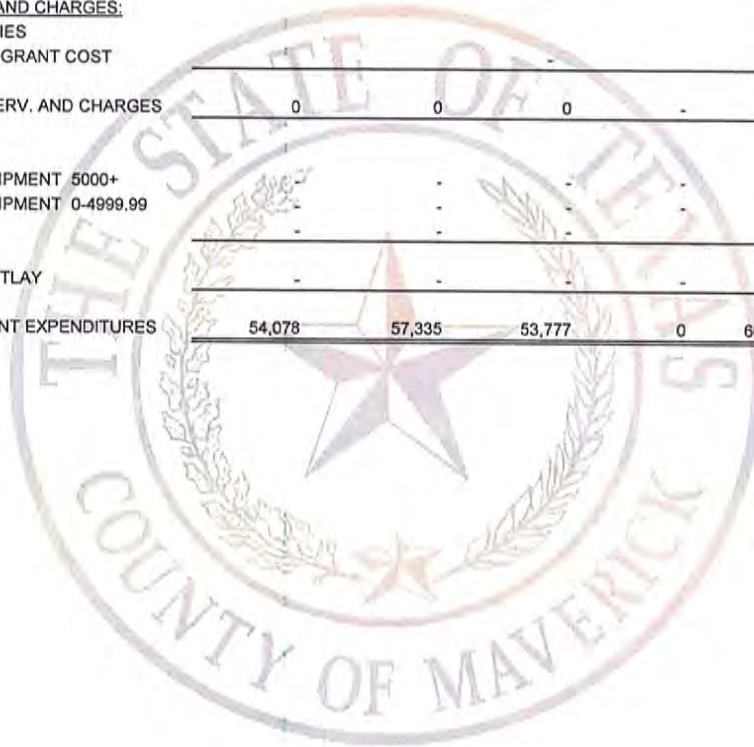 AND CHARGES:
IES
GRANT COST -
ERV. AND CHARGES 0 0 0 -
IPMENT 5000+ - - - -
IPMENT 0-4999.99 - - - -
- - -
TLAY - - - -
NT EXPENDITURES 54,078 57,335 53,777 0 6
THE STATE OF TEXAS
COUNTY OF MAVERICK